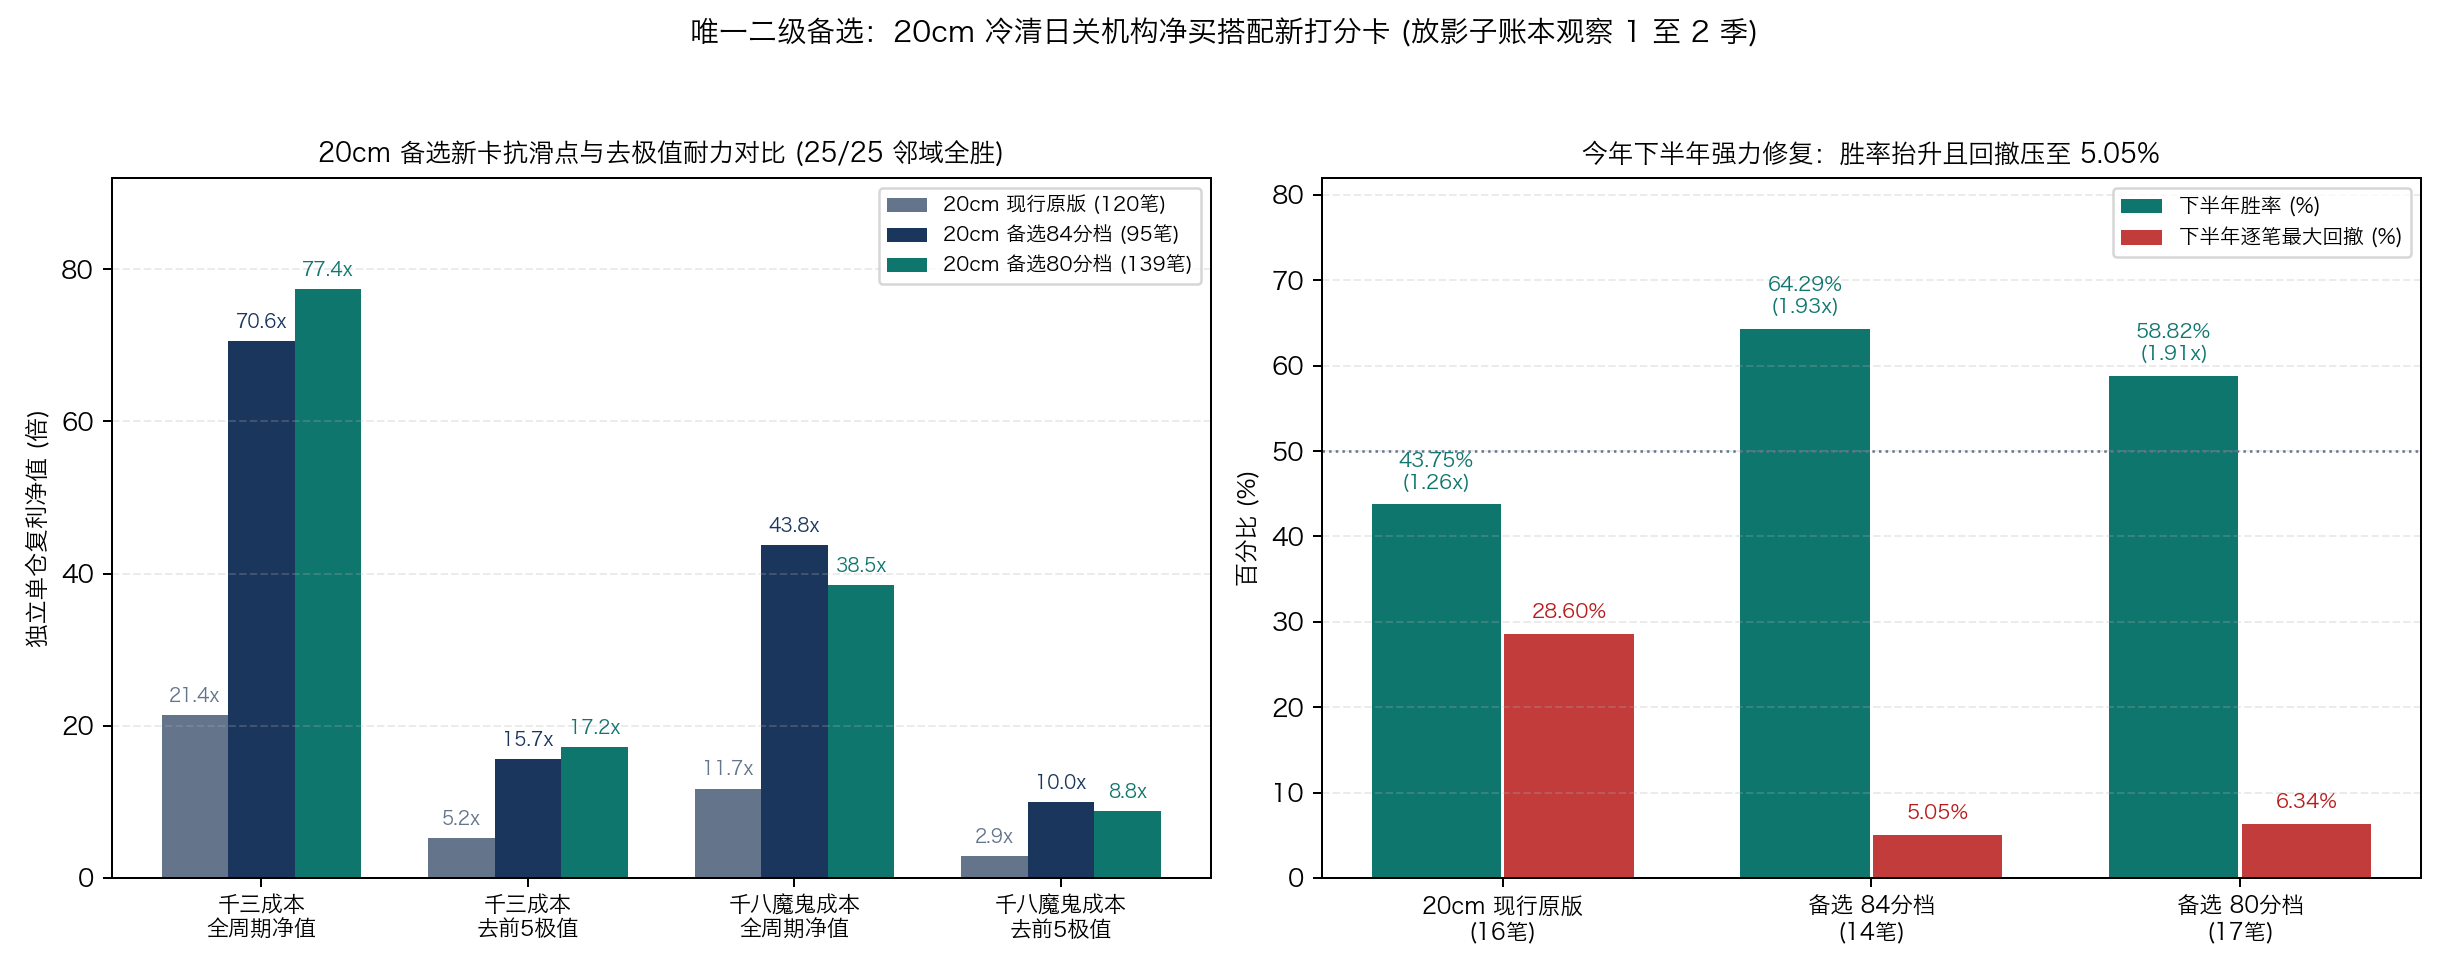 唯一二级备选：20cm 冷清日关机构净买搭配新打分卡 (放影子账本观察 1 至 2 季)
20cm 备选新卡抗滑点与去极值耐力对比 (25/25 邻域全胜)
独立单仓复利净值 (倍)
80
60
40
20
0
20cm 现行原版 (120笔)
20cm 备选84分档 (95笔)
20cm 备选80分档 (139笔)
21.4x
70.6x
77.4x
5.2x
15.7x
17.2x
11.7x
43.8x
38.5x
2.9x
10.0x
8.8x
千三成本
全周期净值
千三成本
去前5极值
千八魔鬼成本
全周期净值
千八魔鬼成本
去前5极值
今年下半年强力修复：胜率抬升且回撤压至 5.05%
百分比 (%)
80
70
60
50
40
30
20
10
0
下半年胜率 (%)
下半年逐笔最大回撤 (%)
43.75%
(1.26x)
28.60%
64.29%
(1.93x)
5.05%
58.82%
(1.91x)
6.34%
20cm 现行原版
(16笔)
备选 84分档
(14笔)
备选 80分档
(17笔)